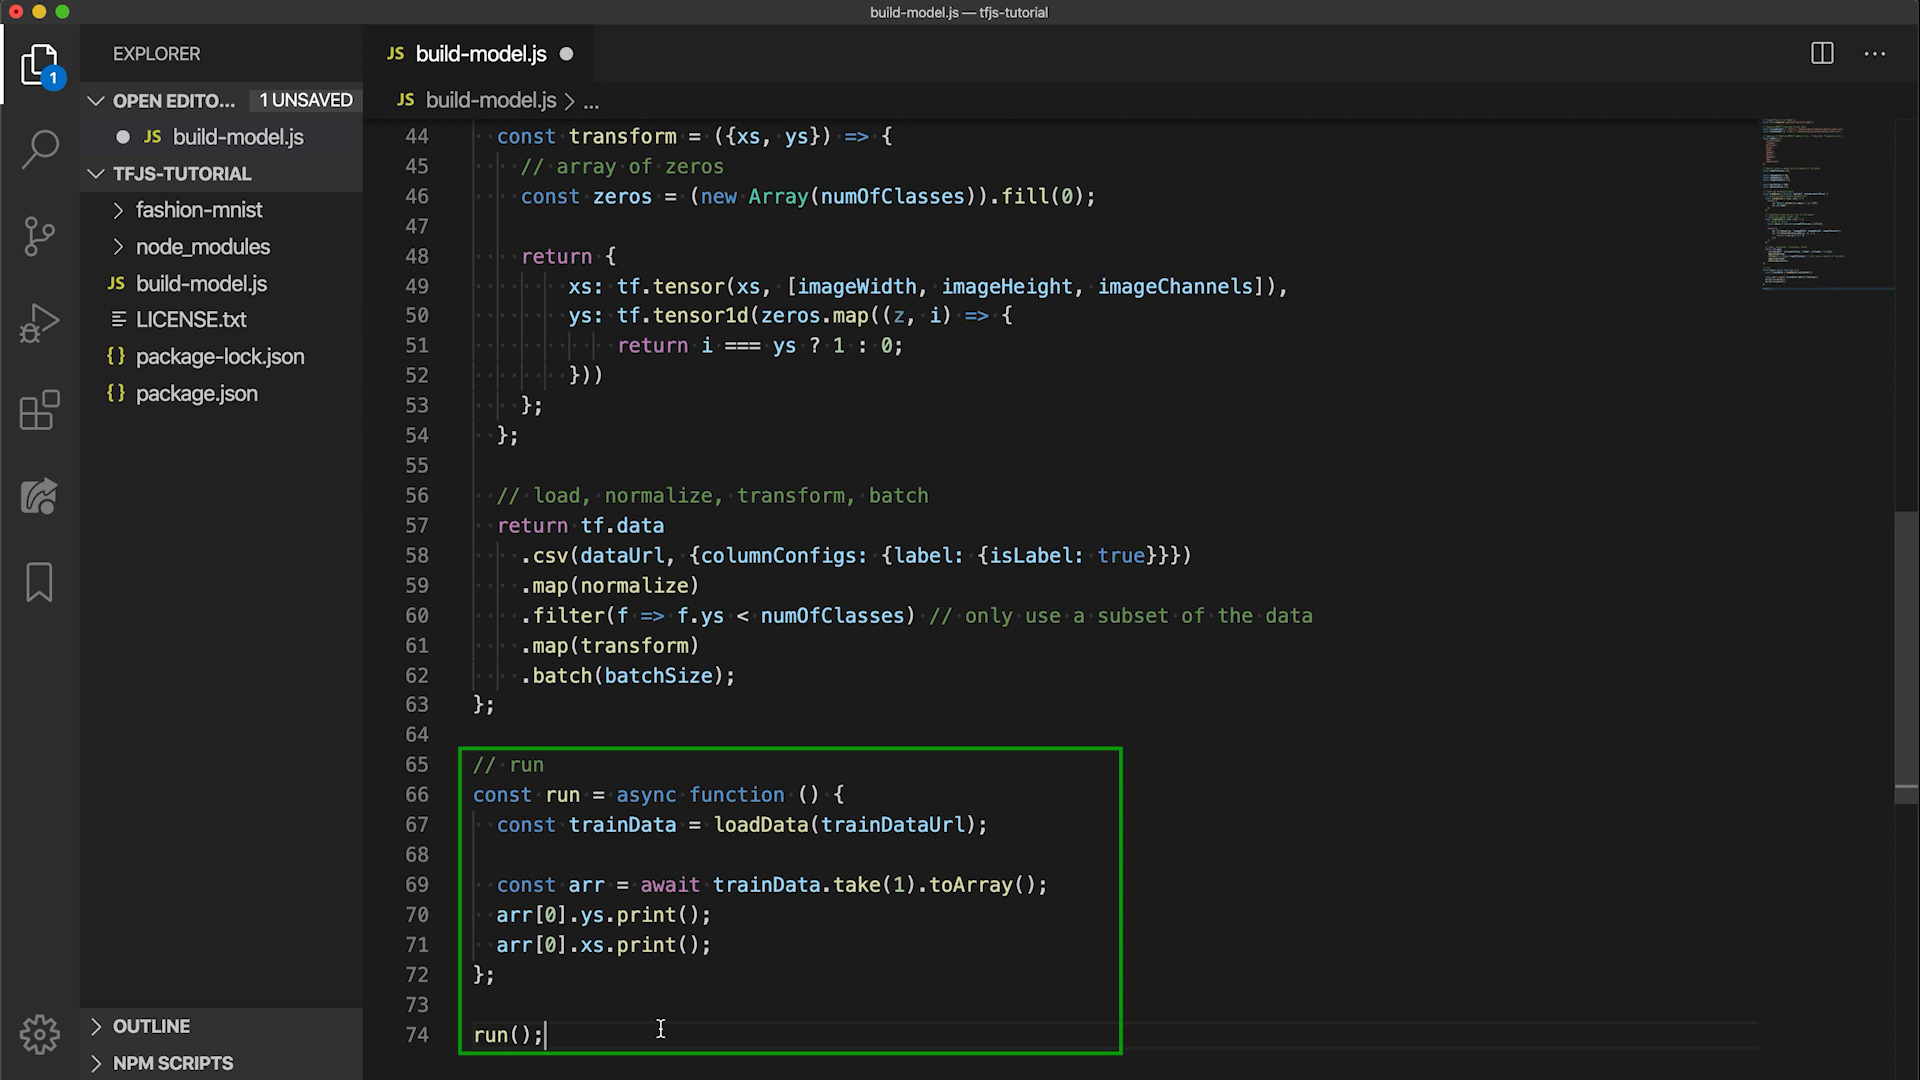 build-model.js — tfjs-tutorial
EXPLORER
JS build-model.js
1
OPEN EDITO... 1 UNSAVED
JS build-model.js > ...
JS build-model.js
TFJS-TUTORIAL
fashion-mnist
node_modules
JS build-model.js
LICENSE.txt
{} package-lock.json
{} package.json
44 const transform = ({xs, ys}) => {
45 // array of zeros
46 const zeros = (new Array(numOfClasses)).fill(0);
47
48 return {
49 xs: tf.tensor(xs, [imageWidth, imageHeight, imageChannels]),
50 ys: tf.tensor1d(zeros.map((z, i) => {
51 return i === ys ? 1 : 0;
52 }))
53 };
54 };
55
56 // load, normalize, transform, batch
57 return tf.data
58 .csv(dataUrl, {columnConfigs: {label: {isLabel: true}}})
59 .map(normalize)
60 .filter(f => f.ys < numOfClasses) // only use a subset of the data
61 .map(transform)
62 .batch(batchSize);
63 };
64
65 // run
66 const run = async function () {
67 const trainData = loadData(trainDataUrl);
68
69 const arr = await trainData.take(1).toArray();
70 arr[0].ys.print();
71 arr[0].xs.print();
72 };
73
74 run();
OUTLINE
NPM SCRIPTS